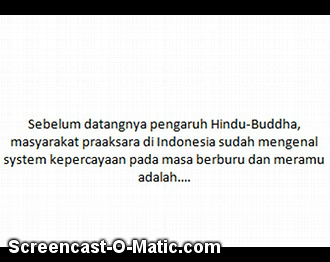 Sebelum datangnya pengaruh Hindu-Buddha,
masyarakat praaksara di Indonesia sudah mengenal
system kepercayaan pada masa berburu dan meramu
adalah....
Screencast-O-Matic.com